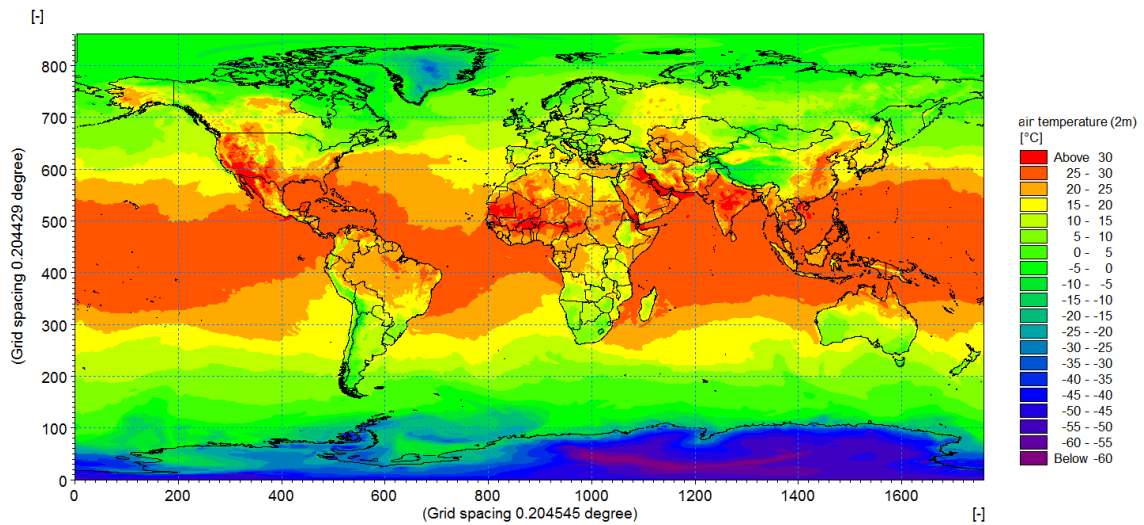 [-]
800
700
600
500
400
300
200
100
0
(Grid spacing 0.204429 degree)
0 200 400 600 800 1000 1200 1400 1600
(Grid spacing 0.204545 degree) [-]
air temperature (2m)
[°C]
Above 30
25 - 30
20 - 25
15 - 20
10 - 15
5 - 10
0 - 5
-5 - 0
-10 - -5
-15 - -10
-20 - -15
-25 - -20
-30 - -25
-35 - -30
-40 - -35
-45 - -40
-50 - -45
-55 - -50
-60 - -55
Below -60